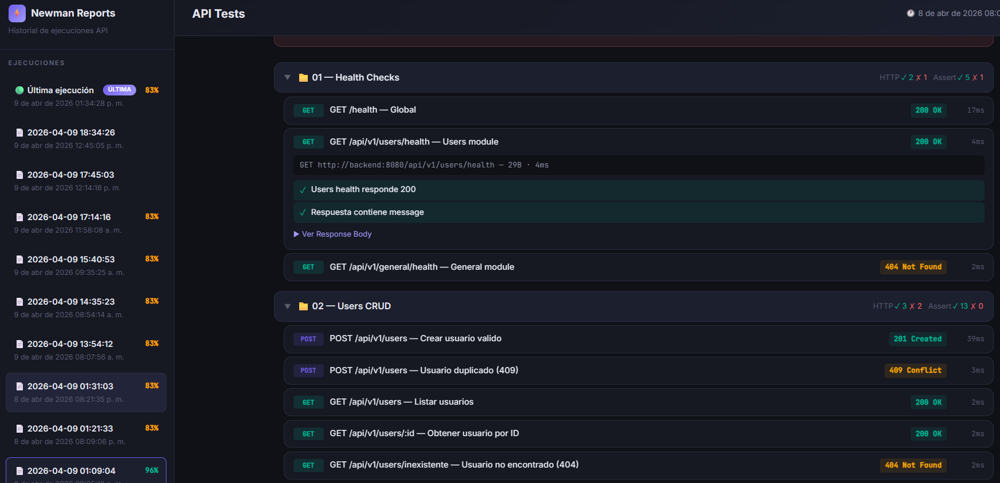 Newman Reports
Historial de ejecuciones API
EJECUCIONES
Última ejecución ÚLTIMA 83%
9 de abr de 2026 01:34:28 p. m.
2026-04-09 18:34:26
9 de abr de 2026 12:45:05 p. m.
2026-04-09 17:45:03
9 de abr de 2026 12:14:18 p. m.
2026-04-09 17:14:16 83%
9 de abr de 2026 11:58:08 a. m.
2026-04-09 15:40:53 83%
9 de abr de 2026 09:35:25 a. m.
2026-04-09 14:35:23 83%
9 de abr de 2026 08:54:14 a. m.
2026-04-09 13:54:12 83%
9 de abr de 2026 08:07:56 a. m.
2026-04-09 01:31:03 83%
8 de abr de 2026 08:21:35 p. m.
2026-04-09 01:21:33 83%
8 de abr de 2026 08:09:06 p. m.
2026-04-09 01:09:04 96%
API Tests
8 de abr de 2026 08:0
▼ 01 — Health Checks HTTP ✓ 2 ✗ 1 Assert ✓ 5 ✗ 1
GET GET /health — Global 200 OK 17ms
GET GET /api/v1/users/health — Users module 200 OK 4ms
GET http://backend:8080/api/v1/users/health — 29B · 4ms
✓ Users health responde 200
✓ Respuesta contiene message
▶ Ver Response Body
GET GET /api/v1/general/health — General module 404 Not Found 2ms
▼ 02 — Users CRUD HTTP ✓ 3 ✗ 2 Assert ✓ 13 ✗ 0
POST POST /api/v1/users — Crear usuario valido 201 Created 39ms
POST POST /api/v1/users — Usuario duplicado (409) 409 Conflict 3ms
GET GET /api/v1/users — Listar usuarios 200 OK 2ms
GET GET /api/v1/users/:id — Obtener usuario por ID 200 OK 2ms
GET GET /api/v1/users/inexistente — Usuario no encontrado (404) 404 Not Found 2ms